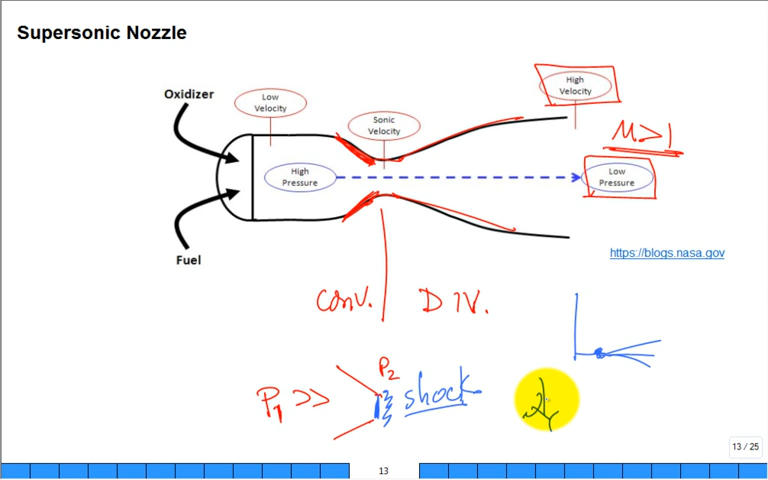 Supersonic Nozzle
Oxidizer
Low
Velocity
Sonic
Velocity
High
Velocity
M>1
High
Pressure
Low
Pressure
Fuel
https://blogs.nasa.gov
Conv. DIV.
P1 >> P2 shock
13 / 25
13